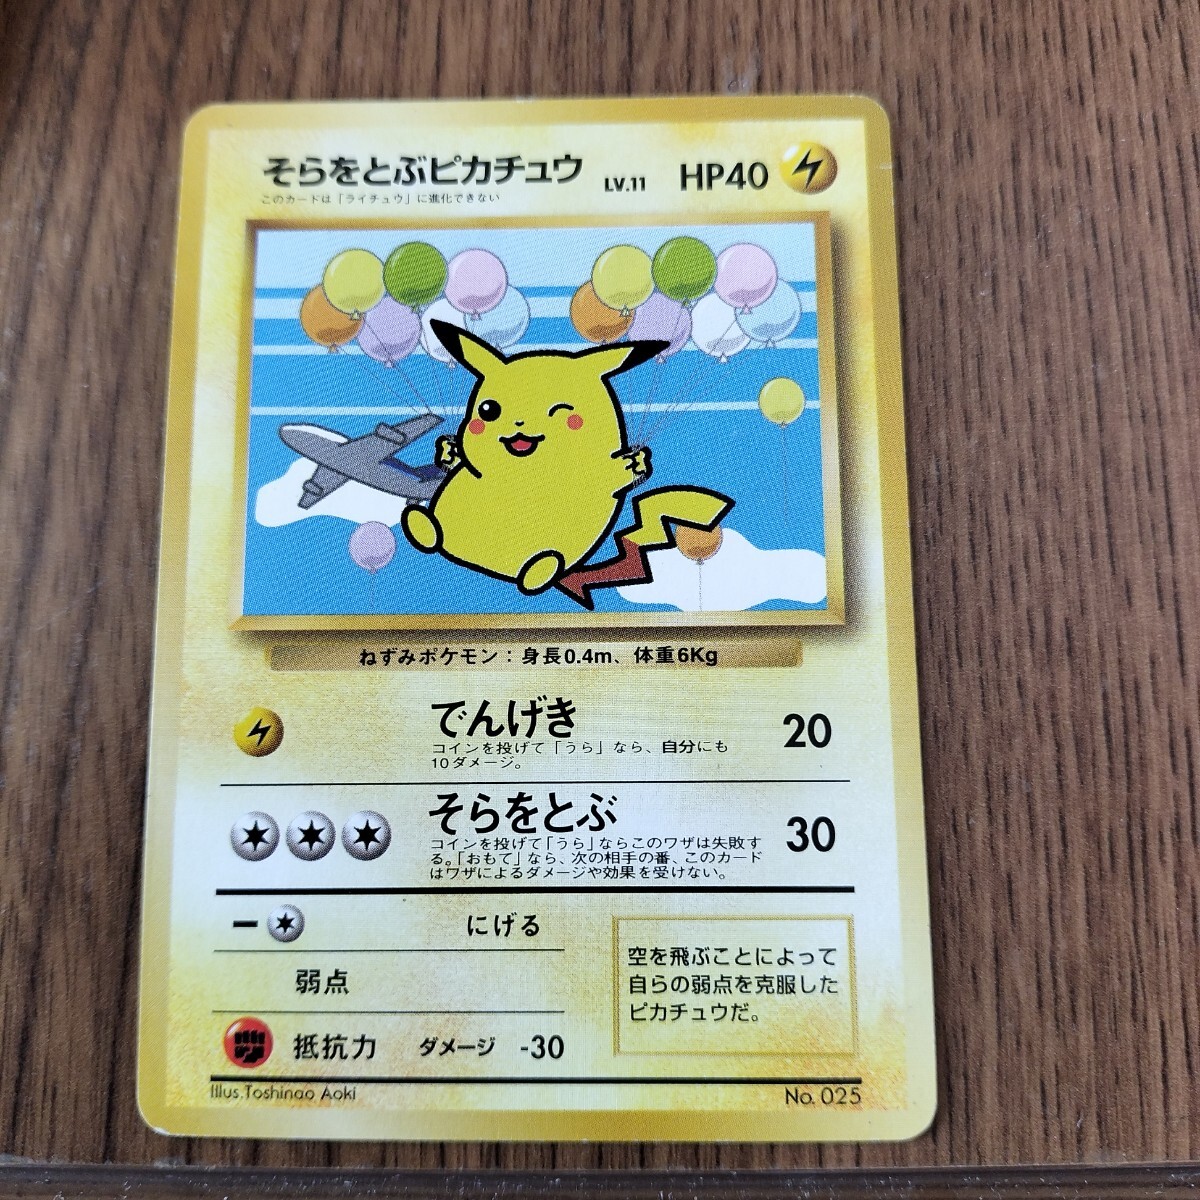 そらをとぶピカチュウ LV.11 HP40
このカードは「ライチュウ」に進化できない
ねずみポケモン：身長0.4m、体重6Kg
でんげき 20
コインを投げて「うら」なら、自分にも
10ダメージ。
そらをとぶ 30
コインを投げて「うら」ならこのワザは失敗す
る。「おもて」なら、次の相手の番、このカード
はワザによるダメージや効果を受けない。
ー にげる
弱点
抵抗力 ダメージ -30
空を飛ぶことによって
自らの弱点を克服した
ピカチュウだ。
Illus.Toshinao Aoki No. 025